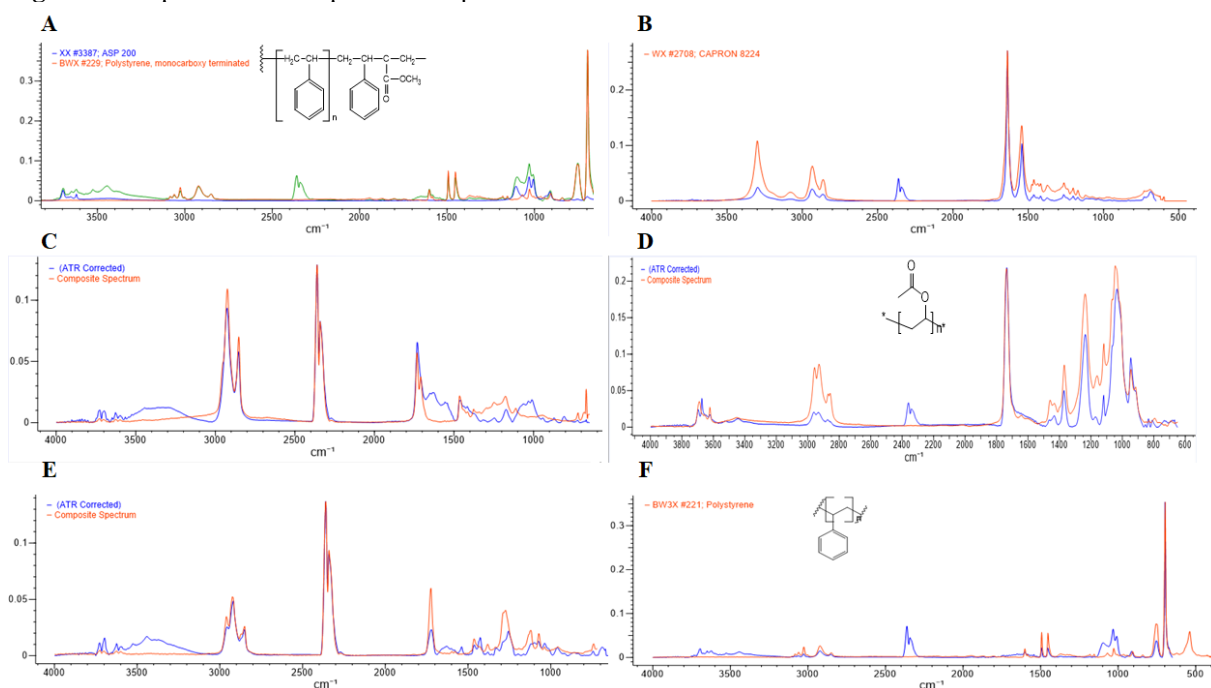 A
B
XX #3387; ASP 200
BWX #229; Polystyrene, monocarboxy terminated
H₂C CH CH₂ CH CH CH₂
C OCH₃
O
n
0.3
0.2
0.1
0
3500 3000 2500 2000 1500 1000
cm⁻¹
WX #2708; CAPRON 8224
0.2
0.1
0
4000 3500 3000 2500 2000 1500 1000 500
cm⁻¹
C
D
(ATR Corrected)
Composite Spectrum
0.1
0.05
0
4000 3500 3000 2500 2000 1500 1000
cm⁻¹
(ATR Corrected)
Composite Spectrum
O
O
* n*
0.2
0.15
0.1
0.05
0
4000 3800 3600 3400 3200 3000 2800 2600 2400 2200 2000 1800 1600 1400 1200 1000 800 600
cm⁻¹
E
F
(ATR Corrected)
Composite Spectrum
0.1
0.05
0
4000 3500 3000 2500 2000 1500 1000
cm⁻¹
BW3X #221; Polystyrene
n
0.3
0.2
0.1
0
4000 3500 3000 2500 2000 1500 1000 500
cm⁻¹